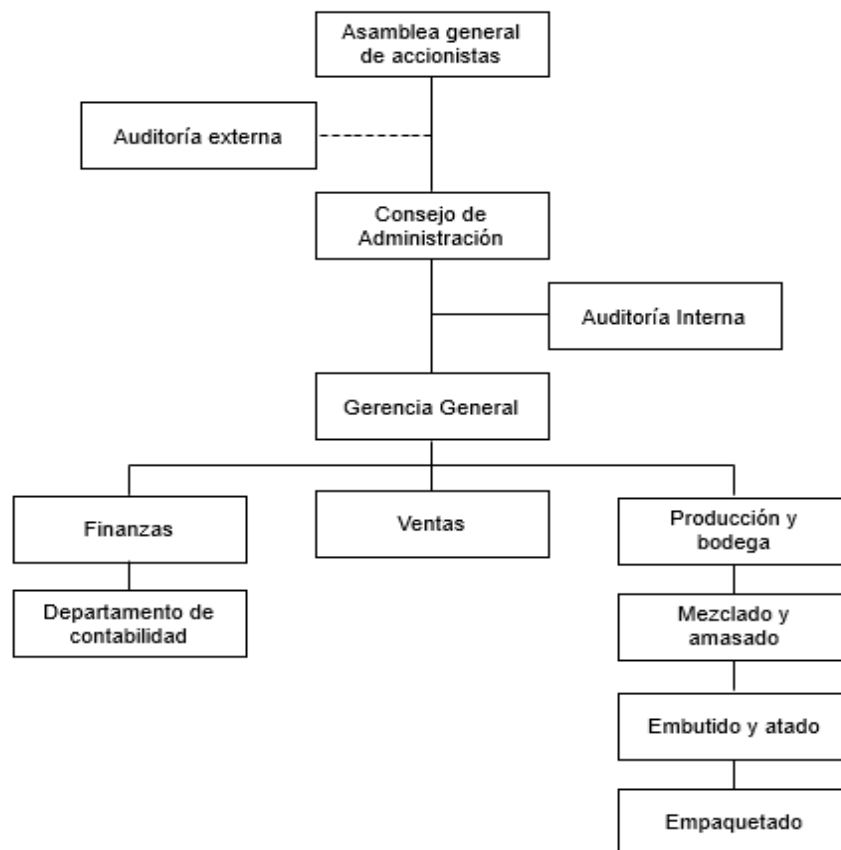 Asamblea general
de accionistas
Auditoría externa
Consejo de
Administración
Auditoría Interna
Gerencia General
Finanzas
Ventas
Producción y
bodega
Departamento de
contabilidad
Mezclado y
amasado
Embutido y atado
Empaquetado